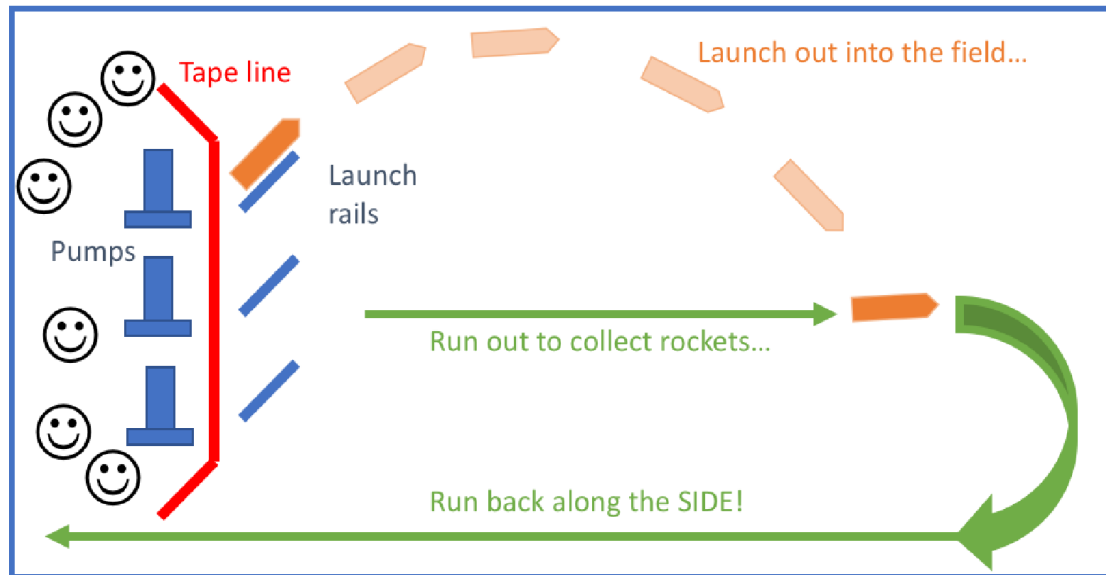 Tape line
Launch out into the field…
Launch
rails
Pumps
Run out to collect rockets…
Run back along the SIDE!